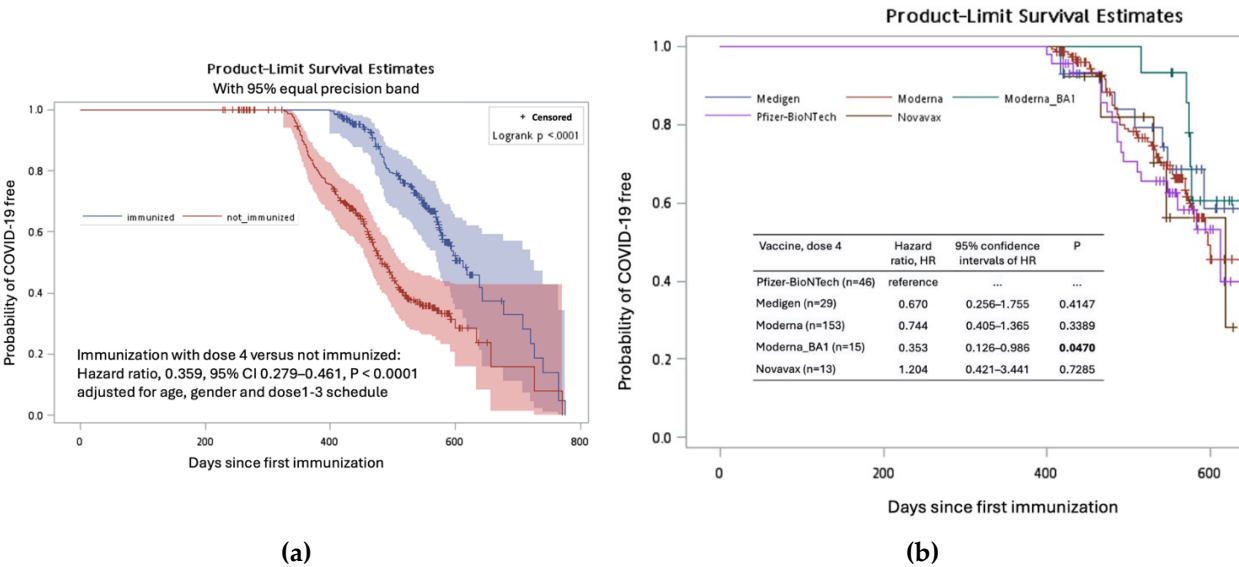 Product-Limit Survival Estimates
With 95% equal precision band
+ Censored
Logrank p <.0001
immunized
not_immunized
Probability of COVID-19 free
1.0
0.8
0.6
0.4
0.2
0.0
Immunization with dose 4 versus not immunized:
Hazard ratio, 0.359, 95% CI 0.279–0.461, P < 0.0001
adjusted for age, gender and dose1-3 schedule
0 200 400 600 800
Days since first immunization
(a)
Product-Limit Survival Estimates
Medigen Moderna Moderna_BA1
Pfizer-BioNTech Novavax
Probability of COVID-19 free
1.0
0.8
0.6
0.4
0.2
0.0
Vaccine, dose 4 Hazard ratio, HR 95% confidence intervals of HR P
Pfizer-BioNTech (n=46) reference ... ...
Medigen (n=29) 0.670 0.256–1.755 0.4147
Moderna (n=153) 0.744 0.405–1.365 0.3389
Moderna_BA1 (n=15) 0.353 0.126–0.986 0.0470
Novavax (n=13) 1.204 0.421–3.441 0.7285
0 200 400 600
Days since first immunization
(b)